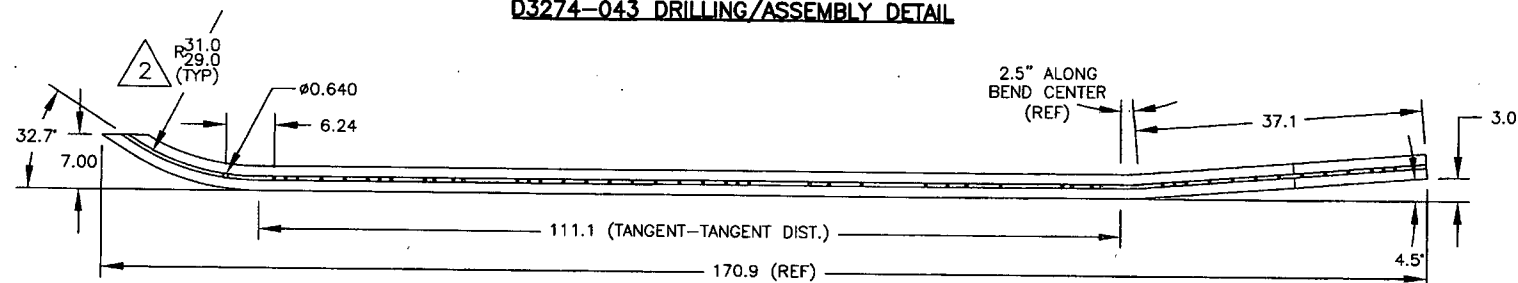 D3274-043 DRILLING/ASSEMBLY DETAIL
2
R31.0
29.0
(TYP)
ø0.640
6.24
32.7°
7.00
2.5" ALONG
BEND CENTER
(REF)
37.1
3.0
111.1 (TANGENT-TANGENT DIST.)
170.9 (REF)
4.5°